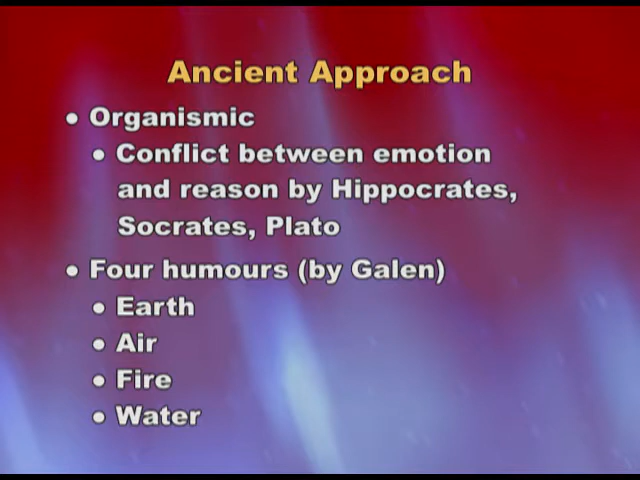 Ancient Approach
• Organismic
• Conflict between emotion
and reason by Hippocrates,
Socrates, Plato
• Four humours (by Galen)
• Earth
• Air
• Fire
• Water